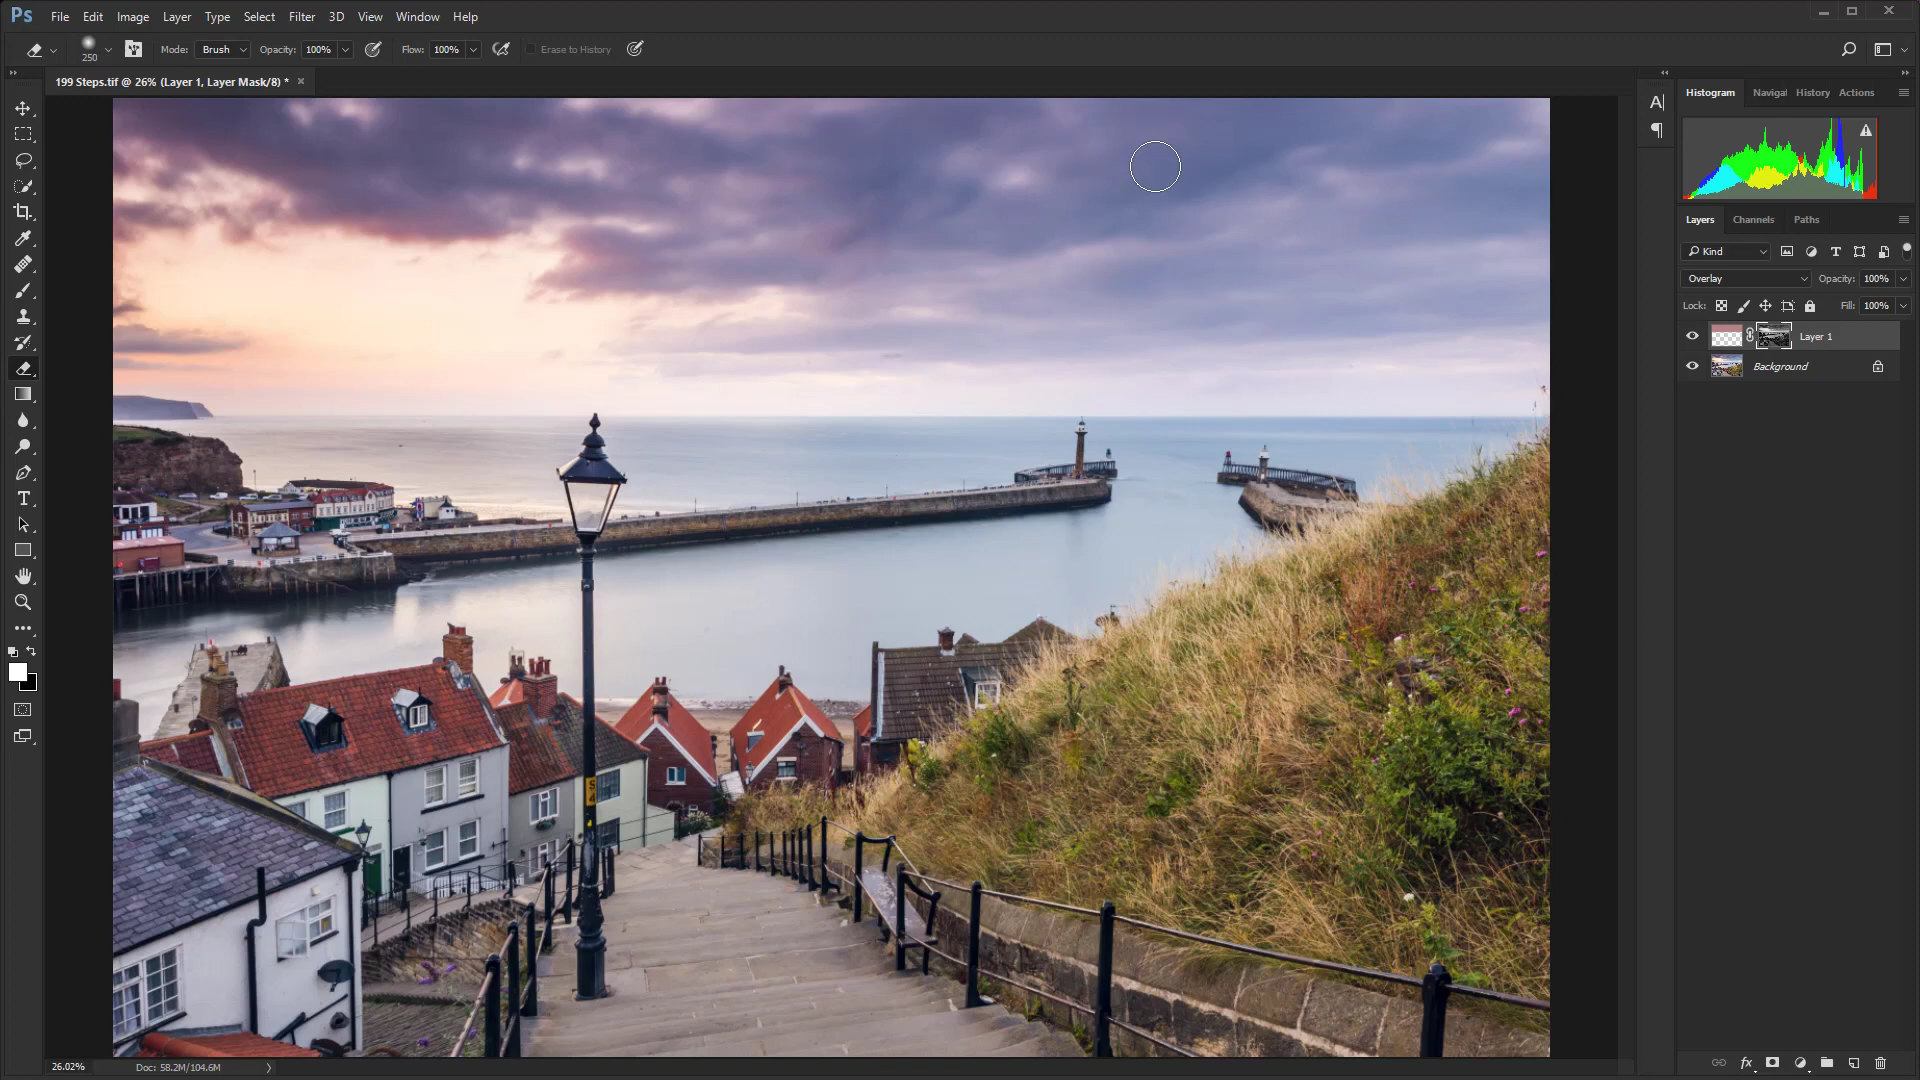 Ps File Edit Image Layer Type Select Filter 3D View Window Help
250 Mode: Brush Opacity: 100% Flow: 100% Erase to History
199 Steps.tif @ 26% (Layer 1, Layer Mask/8) *
Histogram Navigat History Actions
Layers Channels Paths
Kind
Overlay Opacity: 100%
Lock: Fill: 100%
Layer 1
Background
26.02% Doc: 58.2M/104.6M